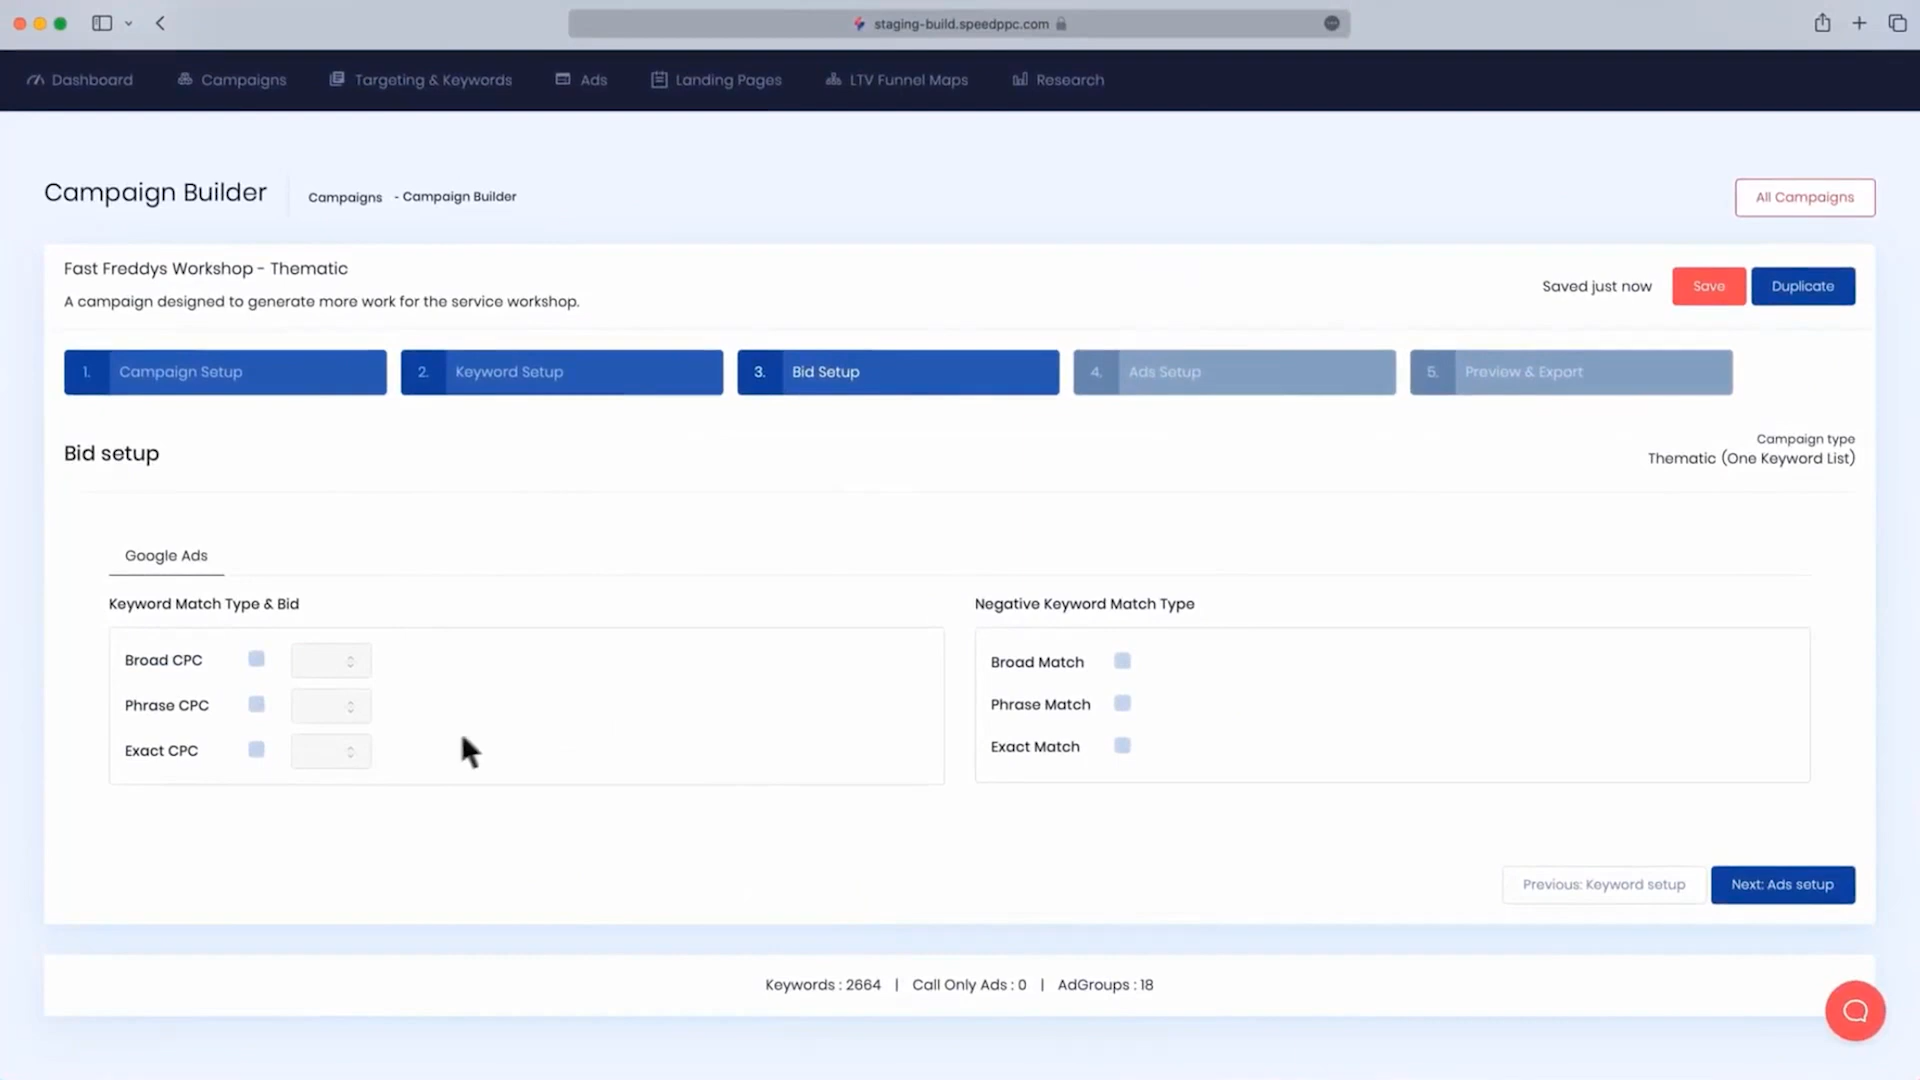 staging-build.speedppc.com
Dashboard Campaigns Targeting & Keywords Ads Landing Pages LTV Funnel Maps Research
Campaign Builder Campaigns - Campaign Builder All Campaigns
Fast Freddys Workshop - Thematic
A campaign designed to generate more work for the service workshop.
Saved just now Save Duplicate
1. Campaign Setup 2. Keyword Setup 3. Bid Setup 4. Ads Setup 5. Preview & Export
Bid setup
Campaign type
Thematic (One Keyword List)
Google Ads
Keyword Match Type & Bid
Broad CPC
Phrase CPC
Exact CPC
Negative Keyword Match Type
Broad Match
Phrase Match
Exact Match
Previous: Keyword setup Next: Ads setup
Keywords : 2664 | Call Only Ads : 0 | AdGroups : 18